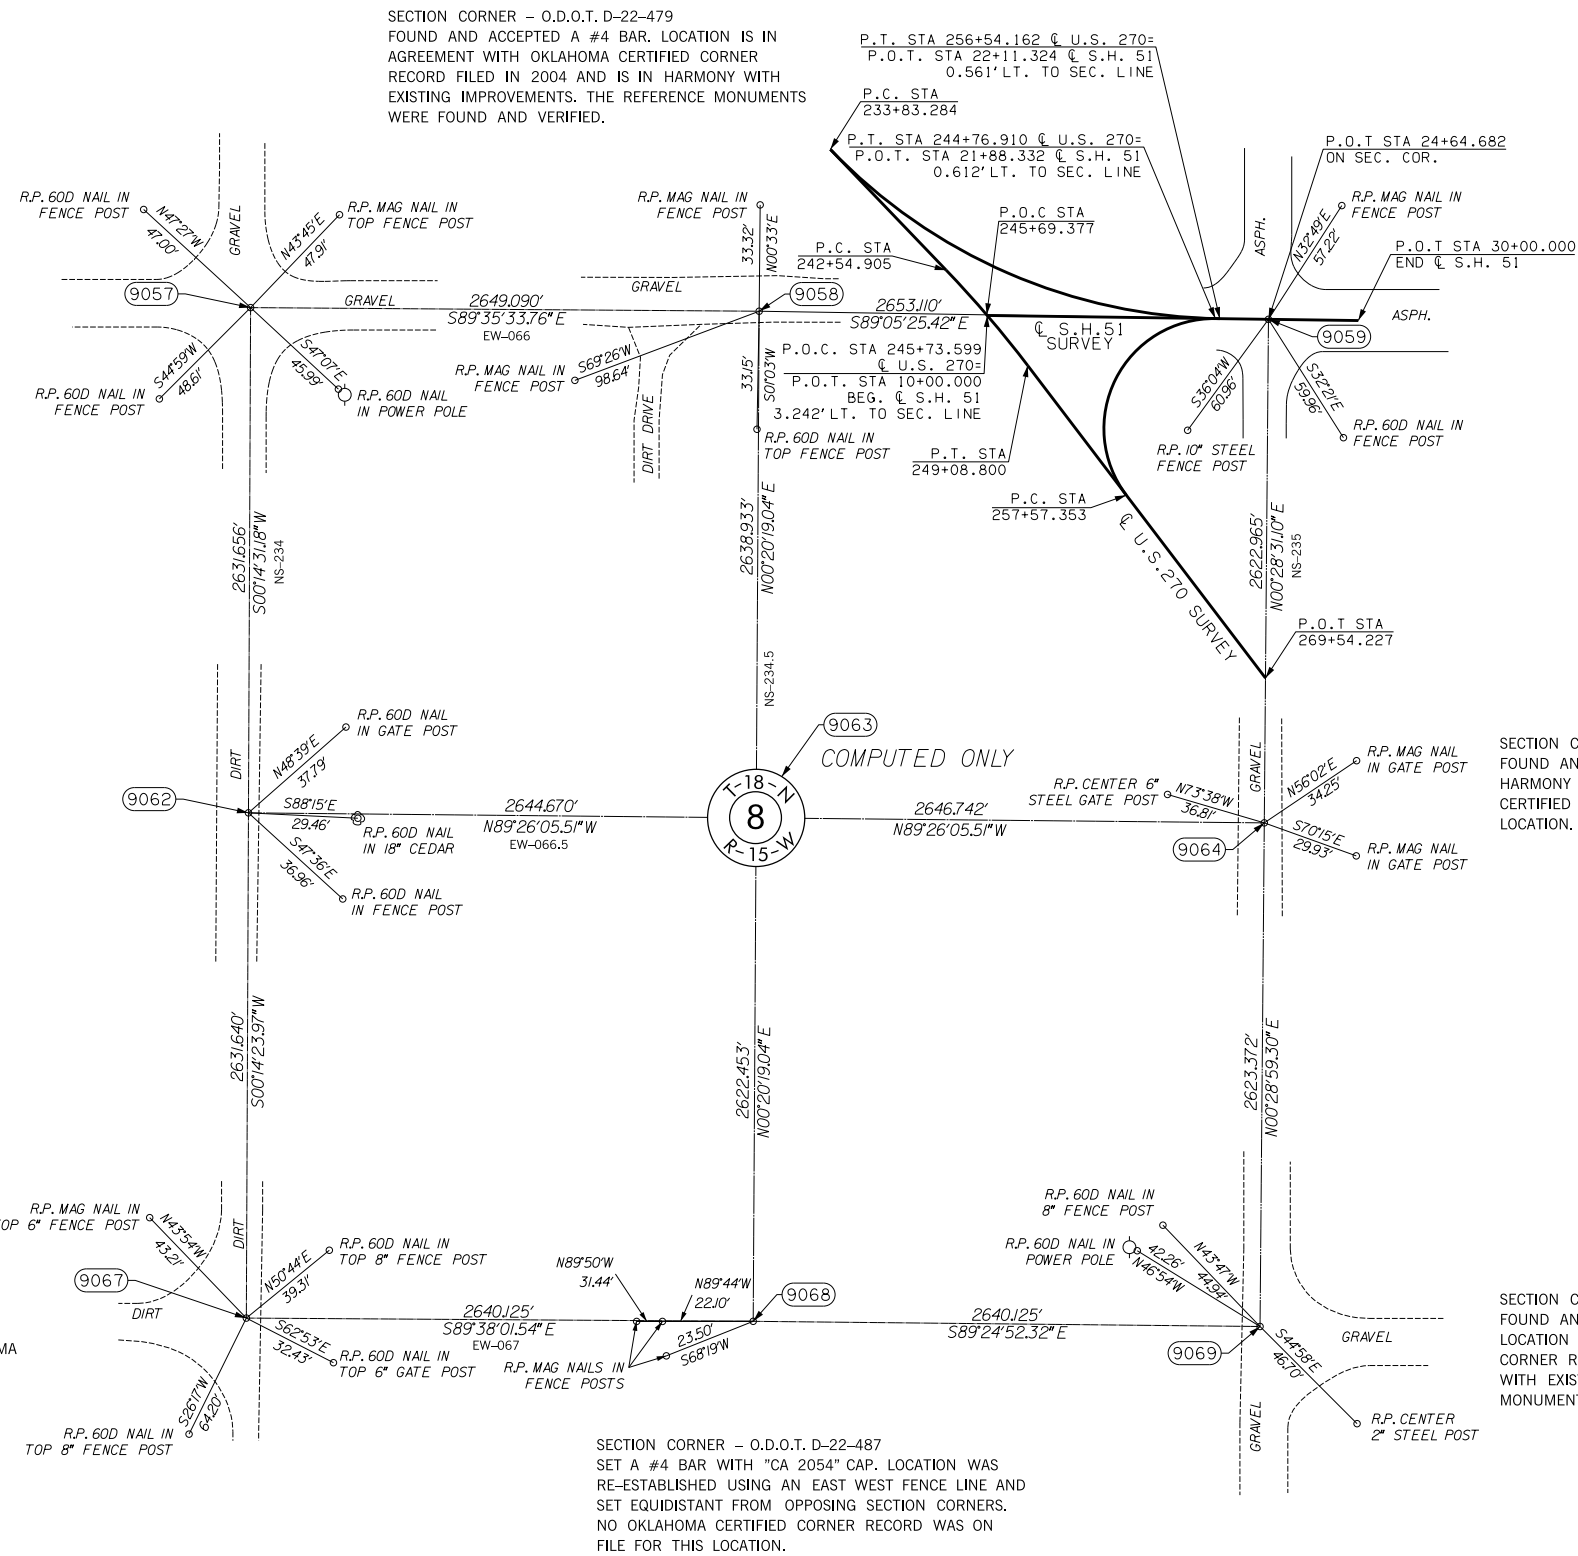 SECTION CORNER – O.D.O.T. D–22–479
FOUND AND ACCEPTED A #4 BAR. LOCATION IS IN
AGREEMENT WITH OKLAHOMA CERTIFIED CORNER
RECORD FILED IN 2004 AND IS IN HARMONY WITH
EXISTING IMPROVEMENTS. THE REFERENCE MONUMENTS
WERE FOUND AND VERIFIED.
P.T. STA 256+54.162 ℄ U.S. 270=
P.O.T. STA 22+11.324 ℄ S.H. 51
0.561' LT. TO SEC. LINE
P.C. STA
233+83.284
P.T. STA 244+76.910 ℄ U.S. 270=
P.O.T. STA 21+88.332 ℄ S.H. 51
0.612' LT. TO SEC. LINE
P.O.T STA 24+64.682
ON SEC. COR.
R.P. 60D NAIL IN
FENCE POST
N47°27'W
47.00'
GRAVEL
N43°45'E
47.91'
R.P. MAG NAIL IN
TOP FENCE POST
R.P. MAG NAIL IN
FENCE POST
33.32'
N00°33'E
P.O.C STA
245+69.377
P.C. STA
242+54.905
ASPH.
N32°49'E
57.22'
R.P. MAG NAIL IN
FENCE POST
P.O.T STA 30+00.000
END ℄ S.H. 51
9057
GRAVEL
2649.090'
S89°35'33.76" E
EW–066
GRAVEL
9058
2653.110'
S89°05'25.42" E
℄ S.H.51
SURVEY
9059
ASPH.
S44°59'W
48.61'
R.P. 60D NAIL IN
FENCE POST
S47°07'E
45.99'
R.P. 60D NAIL
IN POWER POLE
R.P. MAG NAIL IN
FENCE POST
S69°26'W
98.64'
DIRT DRIVE
33.15'
S01°03'W
R.P. 60D NAIL IN
TOP FENCE POST
P.O.C. STA 245+73.599
℄ U.S. 270=
P.O.T. STA 10+00.000
BEG. ℄ S.H. 51
3.242' LT. TO SEC. LINE
S36°04'W
60.96'
R.P. 10" STEEL
FENCE POST
S32°21'E
59.96'
R.P. 60D NAIL IN
FENCE POST
P.T. STA
249+08.800
P.C. STA
257+57.353
2631.656'
S00°14'31.18" W
NS–234
2638.933'
N00°20'19.04" E
NS–234.5
℄ U.S.270 SURVEY
2622.965'
N00°28'31.10" E
NS–235
P.O.T STA
269+54.227
DIRT
N48°39'E
37.79'
R.P. 60D NAIL
IN GATE POST
9062
S88°15'E
29.46'
R.P. 60D NAIL
IN 18" CEDAR
S47°36'E
36.96'
R.P. 60D NAIL
IN FENCE POST
2644.670'
N89°26'05.51" W
EW–066.5
9063
COMPUTED ONLY
T–18–N
8
R–15–W
2646.742'
N89°26'05.51" W
R.P. CENTER 6"
STEEL GATE POST
N73°38'W
36.81'
GRAVEL
N56°02'E
34.25'
R.P. MAG NAIL
IN GATE POST
9064
S70°15'E
29.93'
R.P. MAG NAIL
IN GATE POST
SECTION C
FOUND AN
HARMONY
CERTIFIED
LOCATION.
2631.640'
S00°14'23.97" W
2622.453'
N00°20'19.04" E
2623.372'
N00°28'59.30" E
R.P. MAG NAIL IN
OP 6" FENCE POST
N43°54'W
43.21'
DIRT
N50°44'E
39.31'
R.P. 60D NAIL IN
TOP 8" FENCE POST
9067
DIRT
MA
S62°53'E
32.43'
R.P. 60D NAIL IN
TOP 6" GATE POST
S26°17'W
64.20'
R.P. 60D NAIL IN
TOP 8" FENCE POST
2640.125'
S89°38'01.54" E
EW–067
N89°50'W
31.44'
N89°44'W
22.10'
9068
23.50'
S68°19'W
R.P. MAG NAILS IN
FENCE POSTS
2640.125'
S89°24'52.32" E
R.P. 60D NAIL IN
8" FENCE POST
R.P. 60D NAIL IN
POWER POLE
42.26'
N46°54'W
N43°47'W
44.94'
9069
GRAVEL
S44°58'E
46.70'
GRAVEL
R.P. CENTER
2" STEEL POST
SECTION C
FOUND AN
LOCATION
CORNER R
WITH EXIS
MONUMENT
SECTION CORNER – O.D.O.T. D–22–487
SET A #4 BAR WITH "CA 2054" CAP. LOCATION WAS
RE–ESTABLISHED USING AN EAST WEST FENCE LINE AND
SET EQUIDISTANT FROM OPPOSING SECTION CORNERS.
NO OKLAHOMA CERTIFIED CORNER RECORD WAS ON
FILE FOR THIS LOCATION.